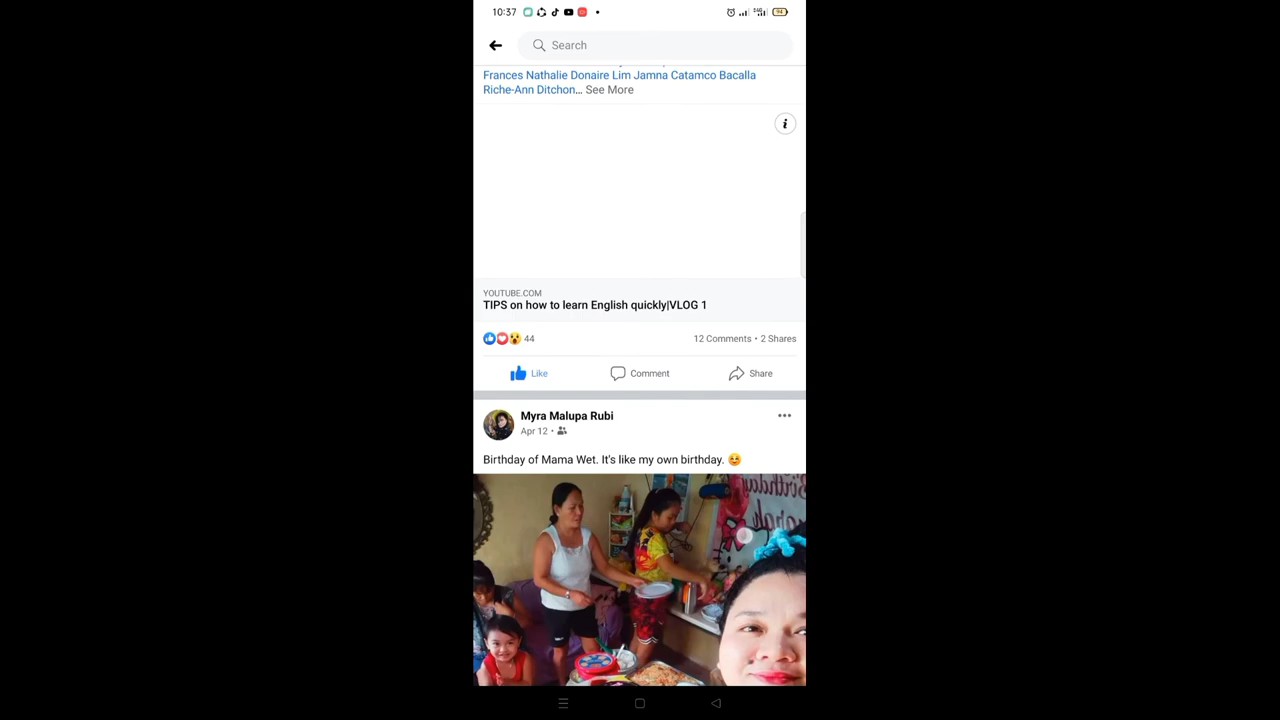 10:37
94
Search
Frances Nathalie Donaire Lim Jamna Catamco Bacalla
Riche-Ann Ditchon... See More
YOUTUBE.COM
TIPS on how to learn English quickly|VLOG 1
44
12 Comments • 2 Shares
Like
Comment
Share
Myra Malupa Rubi
Apr 12 •
Birthday of Mama Wet. It's like my own birthday. 😊
Birthday